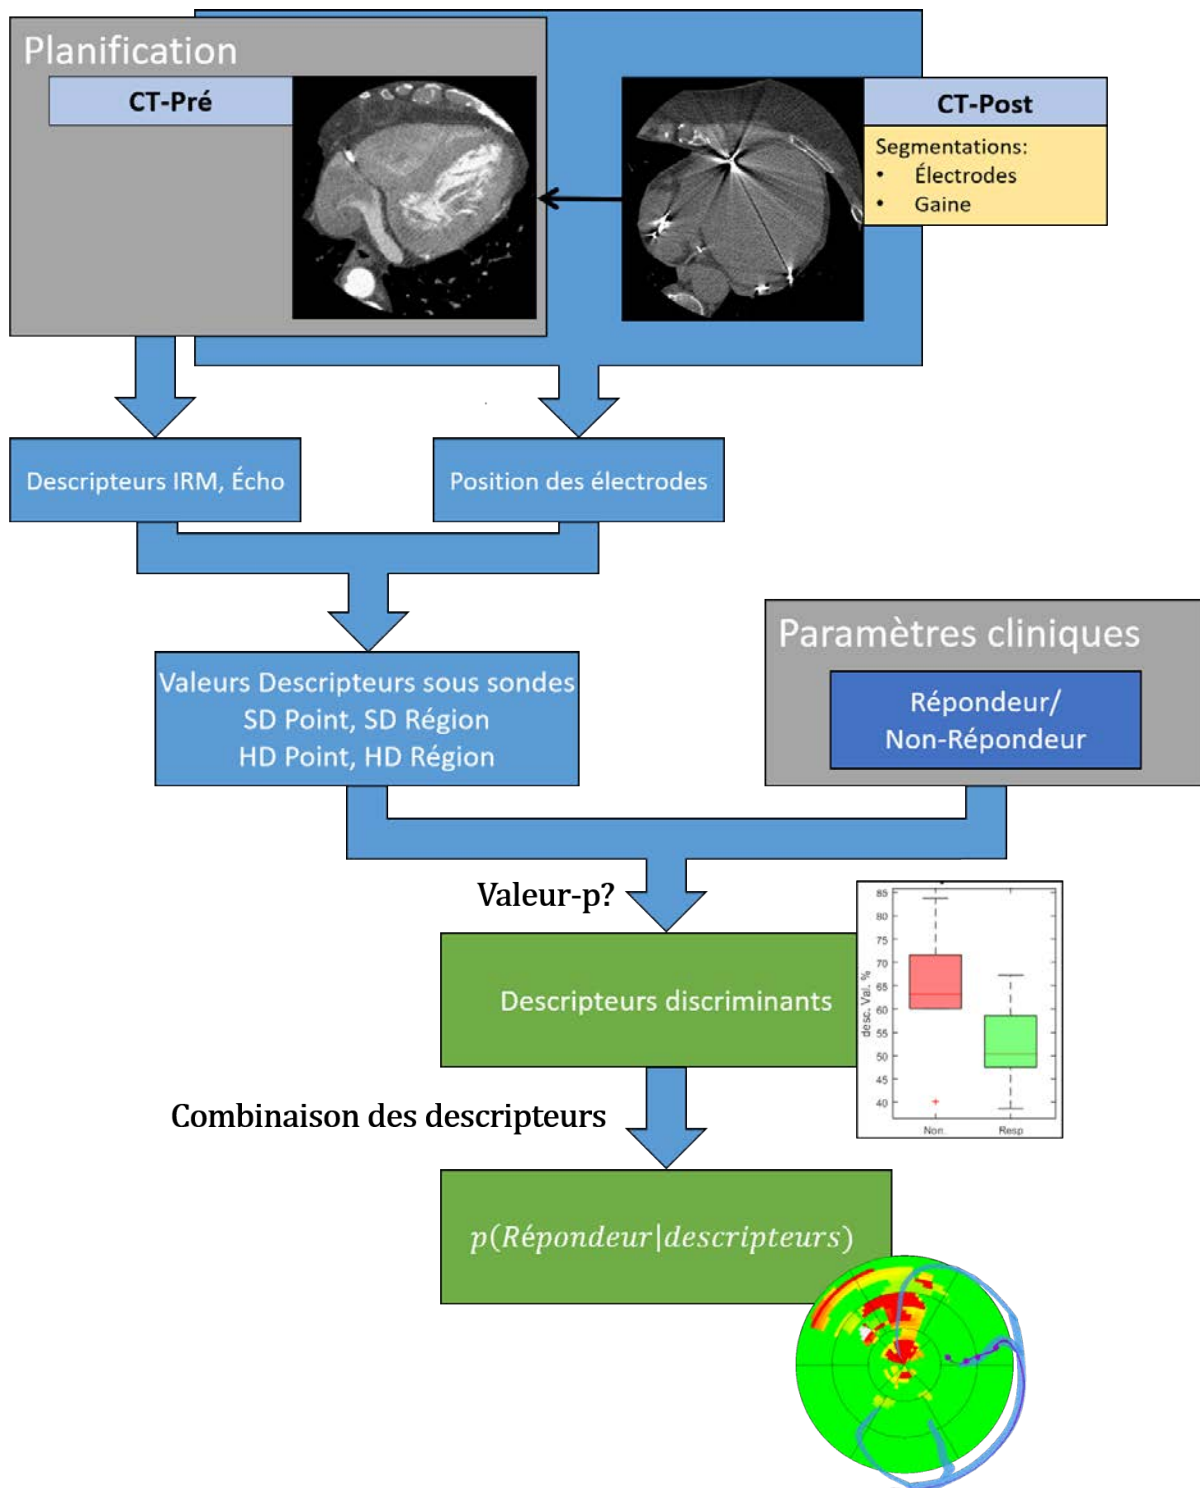 Planification
CT-Pré
CT-Post
Segmentations:
• Électrodes
• Gaine
Descripteurs IRM, Écho
Position des électrodes
Valeurs Descripteurs sous sondes
SD Point, SD Région
HD Point, HD Région
Paramètres cliniques
Répondeur/
Non-Répondeur
Valeur-p?
Descripteurs discriminants
desc. Val. %
85
80
75
70
65
60
55
50
45
40
Non.
Resp
Combinaison des descripteurs
p(Répondeur|descripteurs)